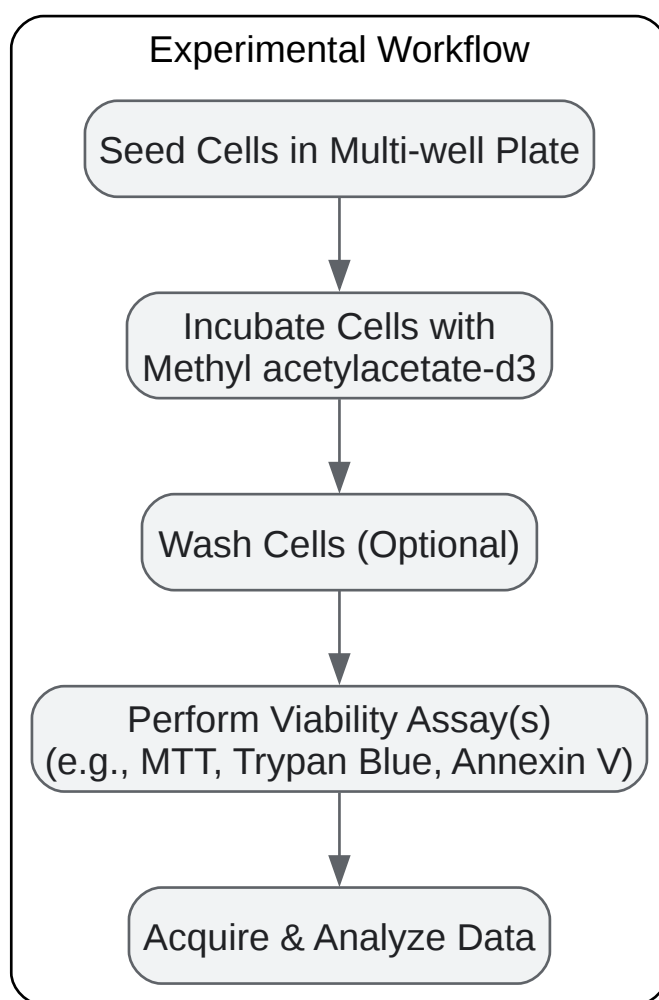 Experimental Workflow
Seed Cells in Multi-well Plate
Incubate Cells with
Methyl acetylacetate-d3
Wash Cells (Optional)
Perform Viability Assay(s)
(e.g., MTT, Trypan Blue, Annexin V)
Acquire & Analyze Data